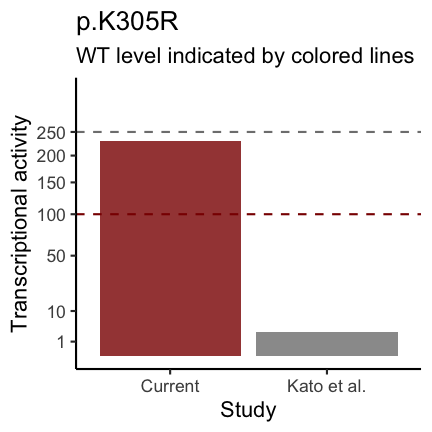 p.K305R
WT level indicated by colored lines
Transcriptional activity
250
200
150
100
50
10
1
Current
Kato et al.
Study